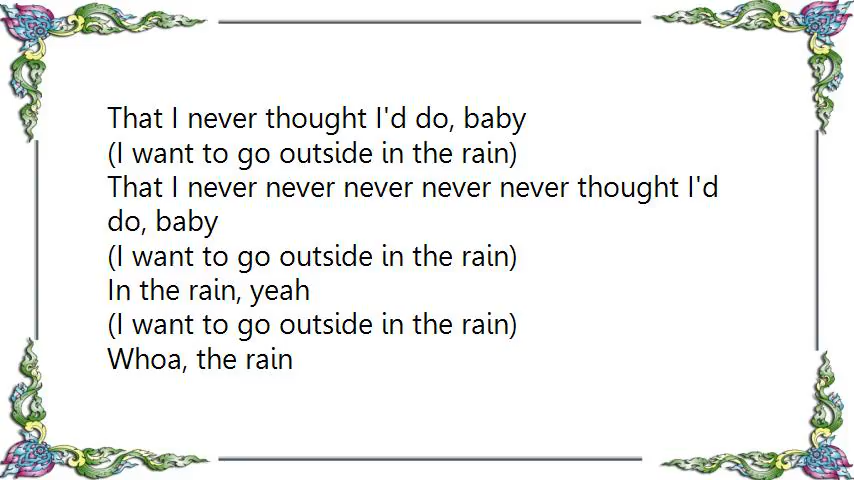 That I never thought I'd do, baby
(I want to go outside in the rain)
That I never never never never never thought I'd
do, baby
(I want to go outside in the rain)
In the rain, yeah
(I want to go outside in the rain)
Whoa, the rain